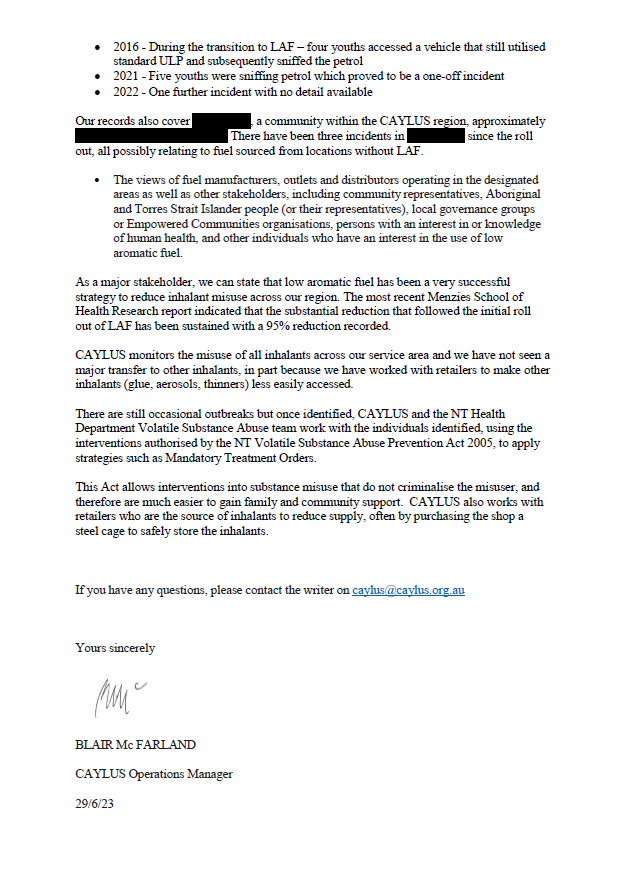 • 2016 - During the transition to LAF – four youths accessed a vehicle that still utilised
standard ULP and subsequently sniffed the petrol
• 2021 - Five youths were sniffing petrol which proved to be a one-off incident
• 2022 - One further incident with no detail available
Our records also cover , a community within the CAYLUS region, approximately
There have been three incidents in since the roll
out, all possibly relating to fuel sourced from locations without LAF.
• The views of fuel manufacturers, outlets and distributors operating in the designated
areas as well as other stakeholders, including community representatives, Aboriginal
and Torres Strait Islander people (or their representatives), local governance groups
or Empowered Communities organisations, persons with an interest in or knowledge
of human health, and other individuals who have an interest in the use of low
aromatic fuel.
As a major stakeholder, we can state that low aromatic fuel has been a very successful
strategy to reduce inhalant misuse across our region. The most recent Menzies School of
Health Research report indicated that the substantial reduction that followed the initial roll
out of LAF has been sustained with a 95% reduction recorded.
CAYLUS monitors the misuse of all inhalants across our service area and we have not seen a
major transfer to other inhalants, in part because we have worked with retailers to make other
inhalants (glue, aerosols, thinners) less easily accessed.
There are still occasional outbreaks but once identified, CAYLUS and the NT Health
Department Volatile Substance Abuse team work with the individuals identified, using the
interventions authorised by the NT Volatile Substance Abuse Prevention Act 2005, to apply
strategies such as Mandatory Treatment Orders.
This Act allows interventions into substance misuse that do not criminalise the misuser, and
therefore are much easier to gain family and community support. CAYLUS also works with
retailers who are the source of inhalants to reduce supply, often by purchasing the shop a
steel cage to safely store the inhalants.
If you have any questions, please contact the writer on caylus@caylus.org.au
Yours sincerely
BLAIR Mc FARLAND
CAYLUS Operations Manager
29/6/23